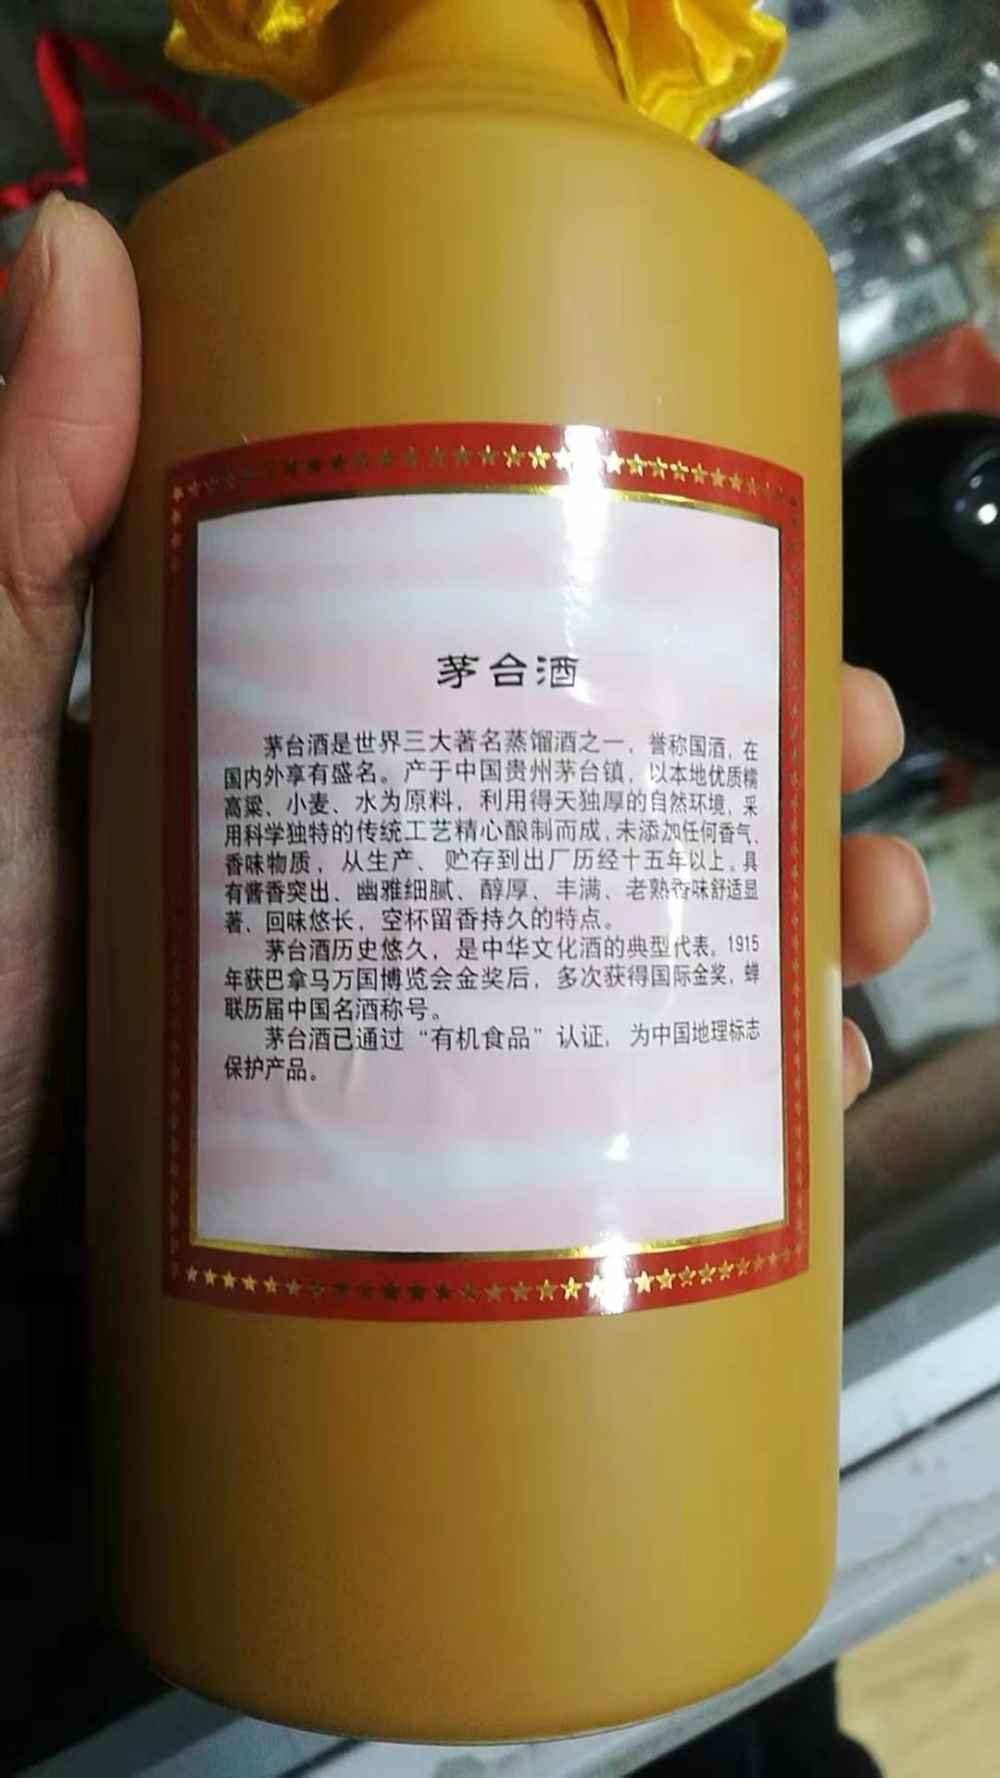 茅台酒
茅台酒是世界三大著名蒸馏酒之一，誉称国酒，在
国内外享有盛名。产于中国贵州茅台镇，以本地优质糯
高粱、小麦、水为原料，利用得天独厚的自然环境，采
用科学独特的传统工艺精心酿制而成，未添加任何香气、
香味物质，从生产、贮存到出厂历经十五年以上。具
有酱香突出、幽雅细腻、醇厚、丰满、老熟香味舒适显
著、回味悠长，空杯留香持久的特点。
茅台酒历史悠久，是中华文化酒的典型代表。1915
年获巴拿马万国博览会金奖后，多次获得国际金奖，蝉
联历届中国名酒称号。
茅台酒已通过“有机食品”认证，为中国地理标志
保护产品。